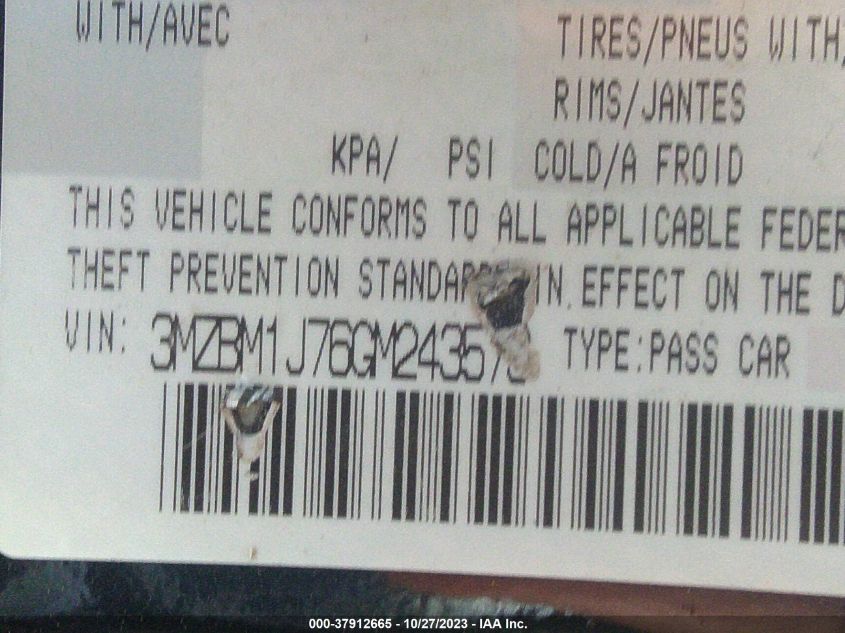 WITH/AVEC
TIRES/PNEUS WITH/
RIMS/JANTES
KPA/ PSI COLD/A FROID
THIS VEHICLE CONFORMS TO ALL APPLICABLE FEDER
THEFT PREVENTION STANDARDS IN EFFECT ON THE D
VIN: 3MZBM1J76GM243573 TYPE:PASS CAR
000-37912665 - 10/27/2023 - IAA Inc.